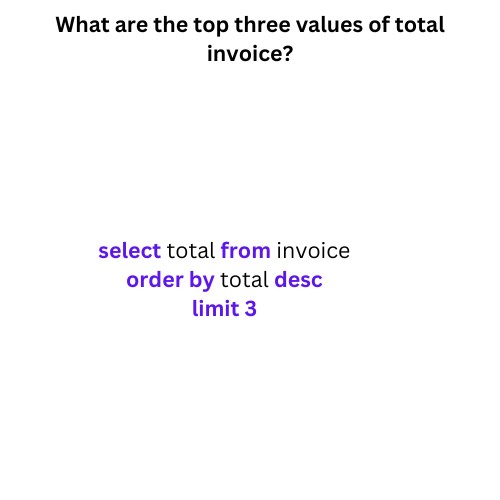 What are the top three values of total
invoice?
select total from invoice
order by total desc
limit 3